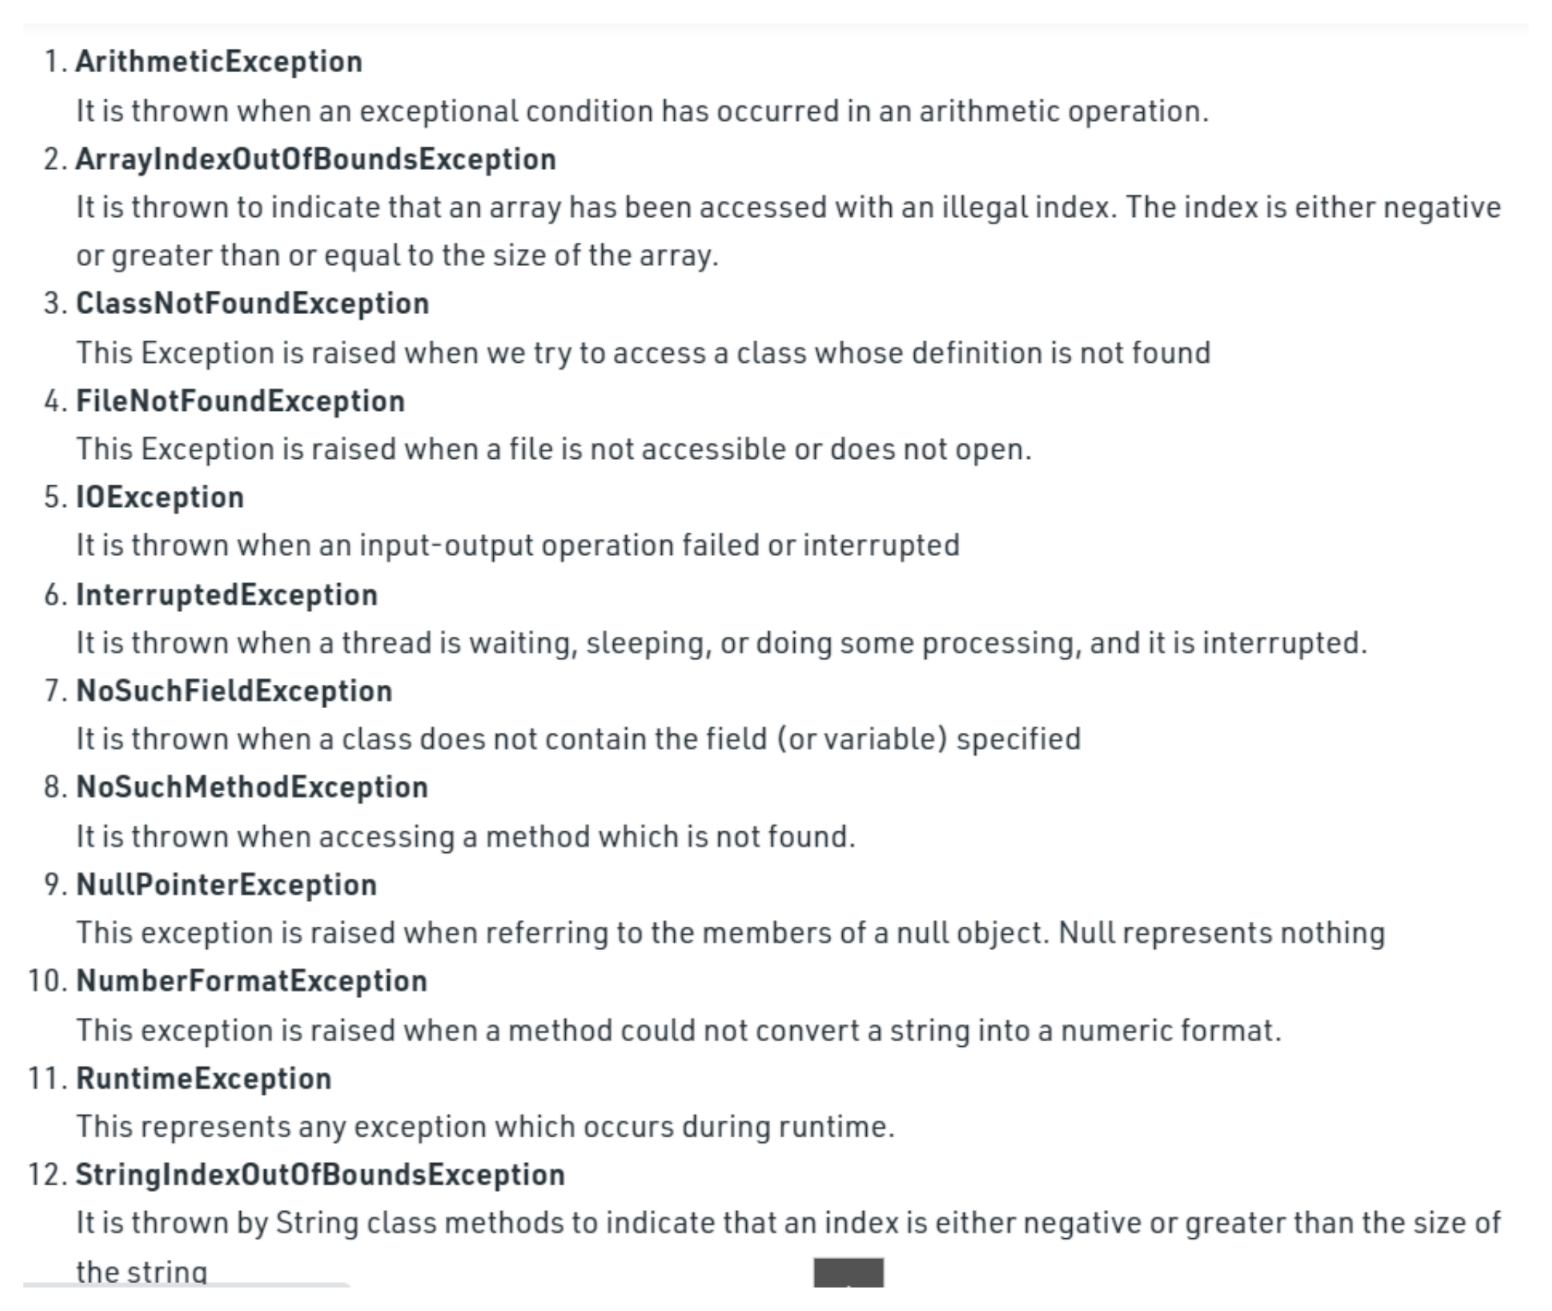 1. ArithmeticException
It is thrown when an exceptional condition has occurred in an arithmetic operation.
2. ArrayIndexOutOfBoundsException
It is thrown to indicate that an array has been accessed with an illegal index. The index is either negative
or greater than or equal to the size of the array.
3. ClassNotFoundException
This Exception is raised when we try to access a class whose definition is not found
4. FileNotFoundException
This Exception is raised when a file is not accessible or does not open.
5. IOException
It is thrown when an input-output operation failed or interrupted
6. InterruptedException
It is thrown when a thread is waiting, sleeping, or doing some processing, and it is interrupted.
7. NoSuchFieldException
It is thrown when a class does not contain the field (or variable) specified
8. NoSuchMethodException
It is thrown when accessing a method which is not found.
9. NullPointerException
This exception is raised when referring to the members of a null object. Null represents nothing
10. NumberFormatException
This exception is raised when a method could not convert a string into a numeric format.
11. RuntimeException
This represents any exception which occurs during runtime.
12. StringIndexOutOfBoundsException
It is thrown by String class methods to indicate that an index is either negative or greater than the size of
the string